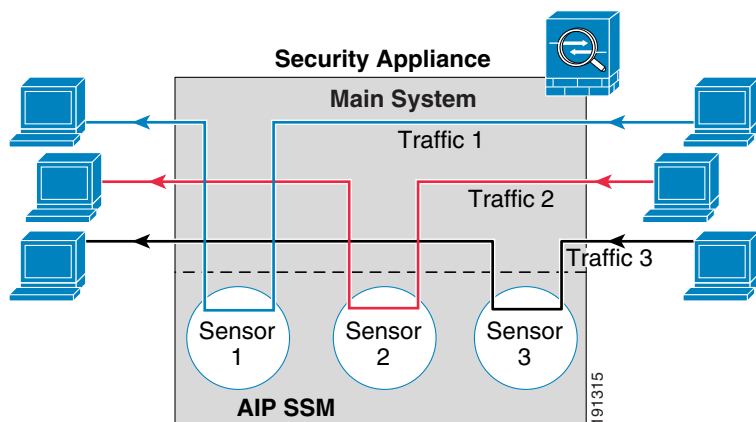 Security Appliance
Main System
Traffic 1
Traffic 2
Traffic 3
Sensor
1
Sensor
2
Sensor
3
AIP SSM
191315